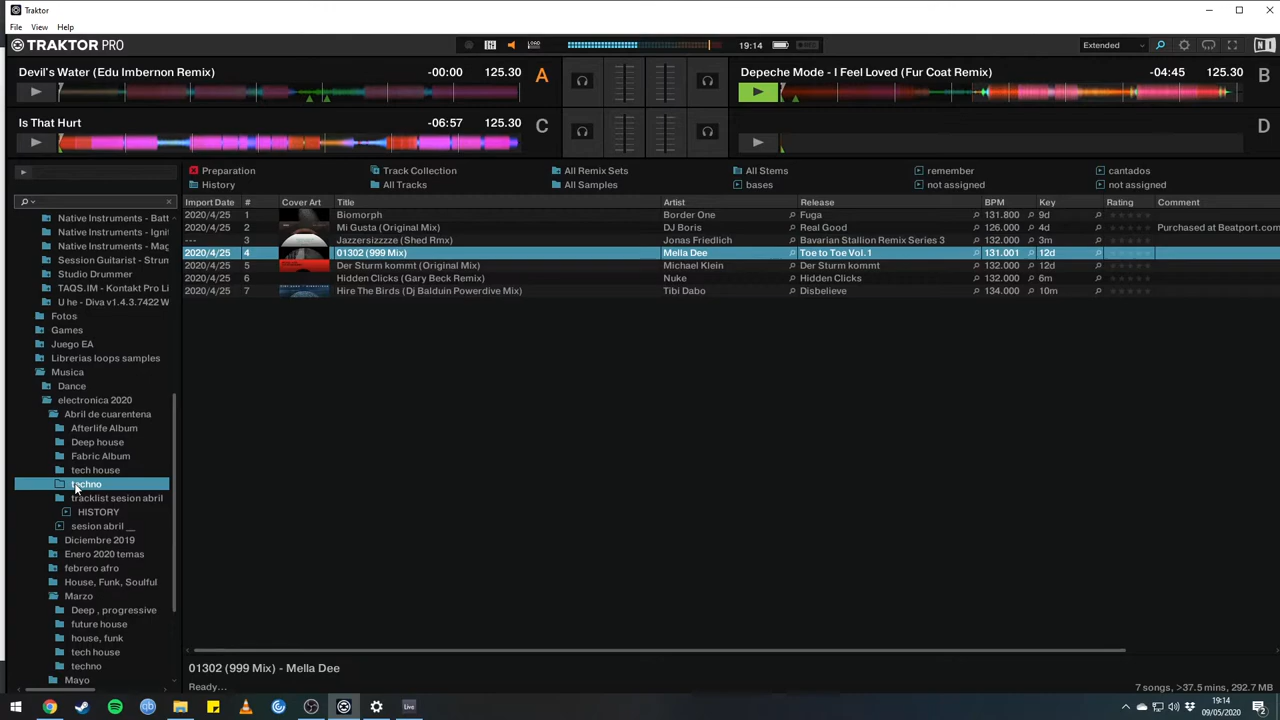 Traktor
File View Help
TRAKTOR PRO
LOAD
19:14
Extended
Devil's Water (Edu Imbernon Remix) -00:00 125.30 A
Depeche Mode - I Feel Loved (Fur Coat Remix) -04:45 125.30 B
Is That Hurt -06:57 125.30 C
D
Preparation Track Collection All Remix Sets All Stems remember cantados
History All Tracks All Samples bases not assigned not assigned
Import Date # Cover Art Title Artist Release BPM Key Rating Comment
2020/4/25 1 Biomorph Border One Fuga 131.800 9d
2020/4/25 2 Mi Gusta (Original Mix) DJ Boris Real Good 126.000 4d Purchased at Beatport.com
--- 3 Jazzersizzzze (Shed Rmx) Jonas Friedlich Bavarian Stallion Remix Series 3 132.000 3m
2020/4/25 4 01302 (999 Mix) Mella Dee Toe to Toe Vol. 1 131.001 12d
2020/4/25 5 Der Sturm kommt (Original Mix) Michael Klein Der Sturm kommt 132.000 12d
2020/4/25 6 Hidden Clicks (Gary Beck Remix) Nuke Hidden Clicks 132.000 6m
2020/4/25 7 Hire The Birds (Dj Balduin Powerdive Mix) Tibi Dabo Disbelieve 134.000 10m
Native Instruments - Batt
Native Instruments - Igni
Native Instruments - Mag
Session Guitarist - Strun
Studio Drummer
TAQS.IM - Kontakt Pro Li
U he - Diva v1.4.3.7422 W
Fotos
Games
Juego EA
Librerias loops samples
Musica
Dance
electronica 2020
Abril de cuarentena
Afterlife Album
Deep house
Fabric Album
tech house
techno
tracklist sesion abril
HISTORY
sesion abril __
Diciembre 2019
Enero 2020 temas
febrero afro
House, Funk, Soulful
Marzo
Deep , progressive
future house
house, funk
tech house
techno
Mayo
01302 (999 Mix) - Mella Dee
Ready...
7 songs, >37.5 mins, 292.7 MB
Live
19:14
09/05/2020
2